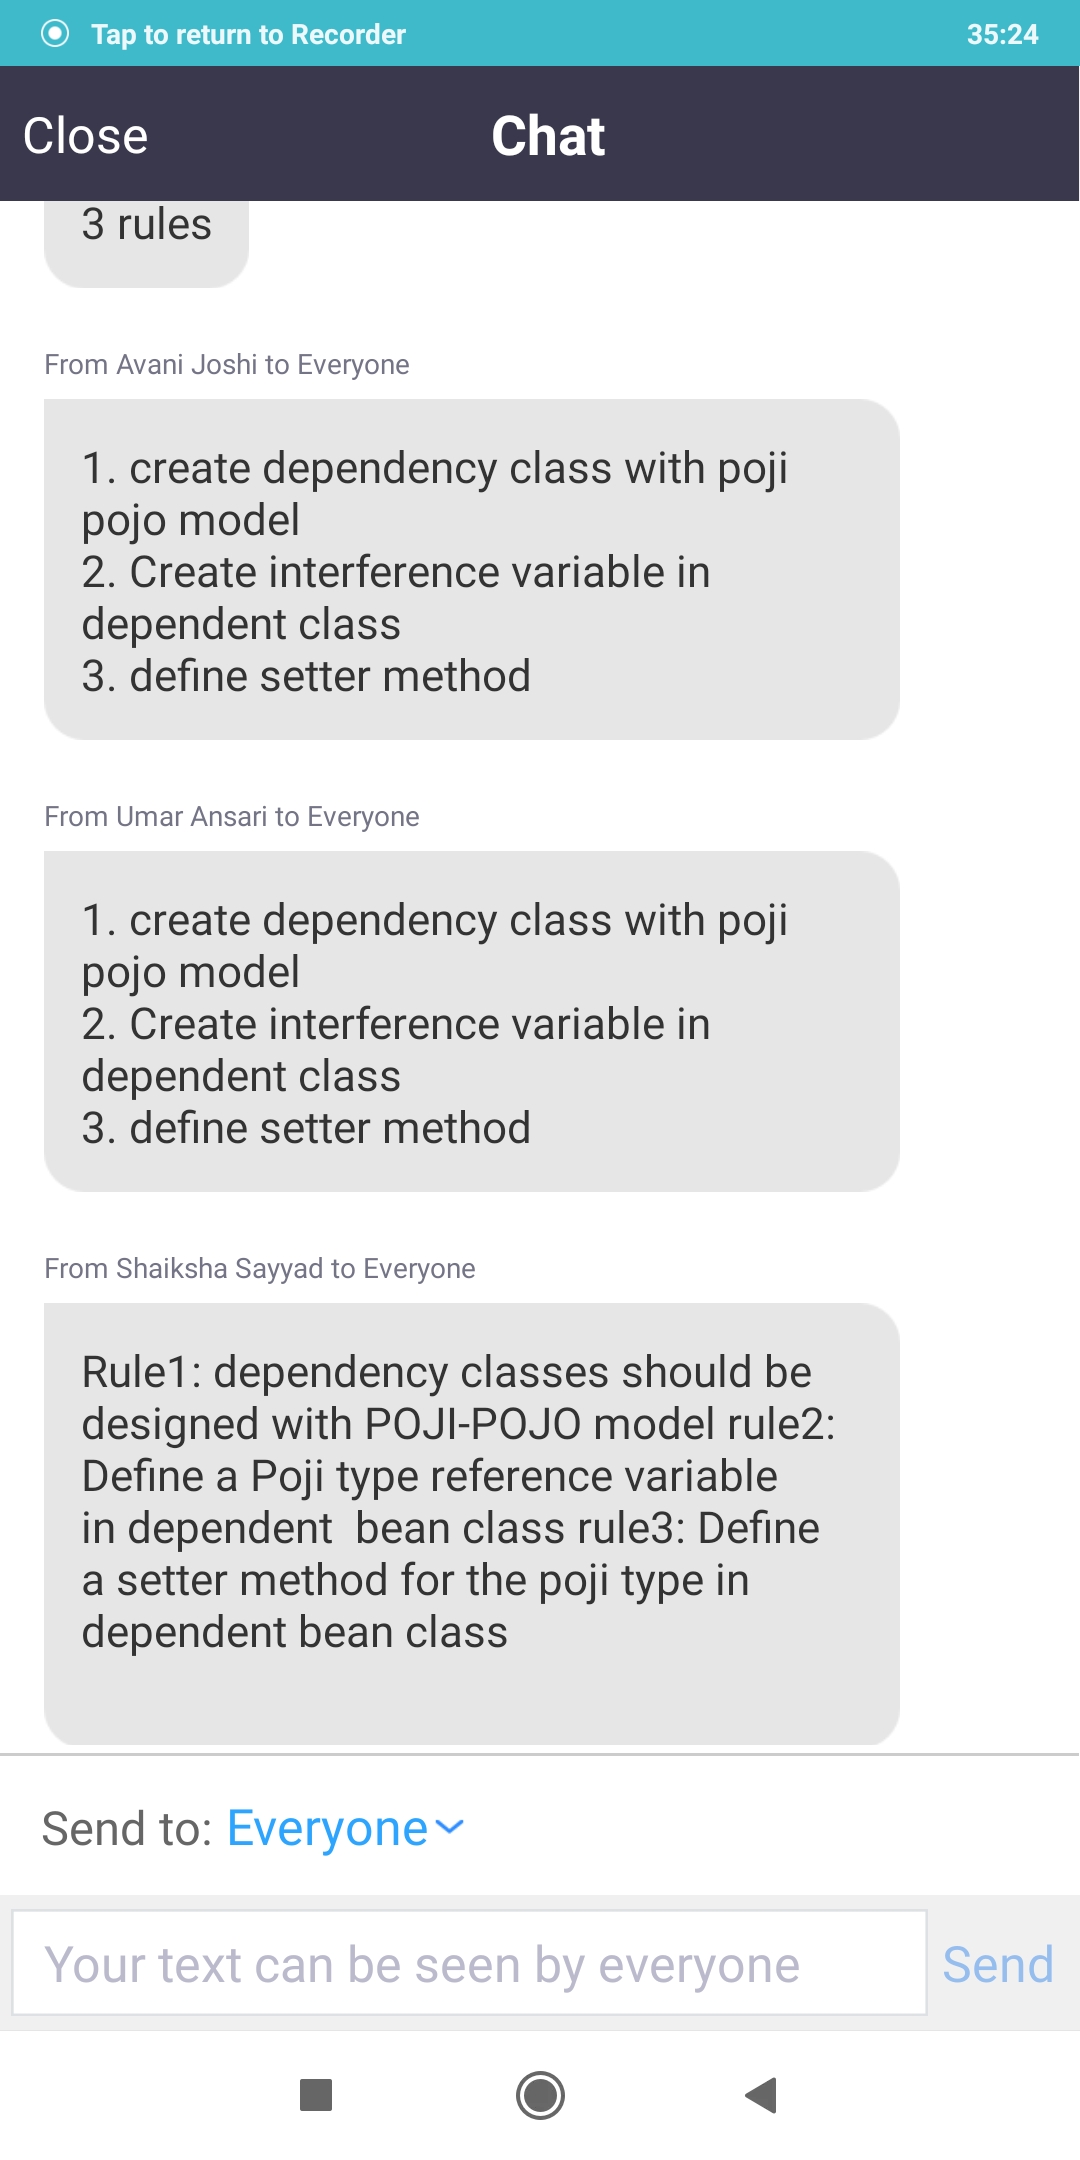 Tap to return to Recorder 35:24
Close Chat
3 rules
From Avani Joshi to Everyone
1. create dependency class with poji
pojo model
2. Create interference variable in
dependent class
3. define setter method
From Umar Ansari to Everyone
1. create dependency class with poji
pojo model
2. Create interference variable in
dependent class
3. define setter method
From Shaiksha Sayyad to Everyone
Rule1: dependency classes should be
designed with POJI-POJO model rule2:
Define a Poji type reference variable
in dependent  bean class rule3: Define
a setter method for the poji type in
dependent bean class
Send to: Everyone
Your text can be seen by everyone Send